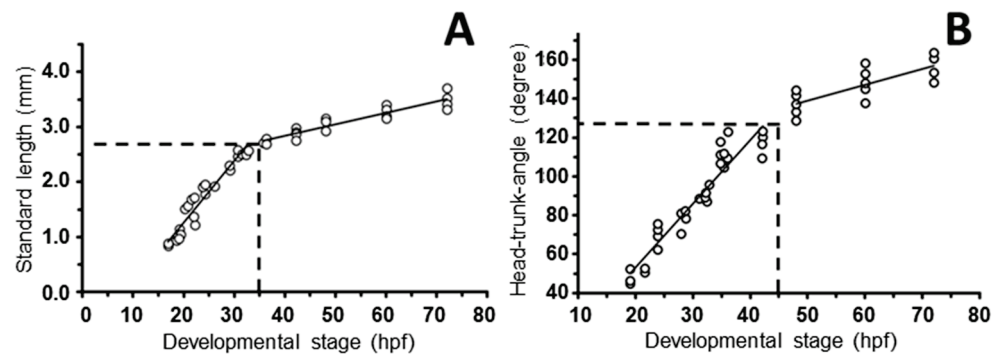 A
Standard length (mm)
4.0
3.0
2.0
1.0
0.0
0 10 20 30 40 50 60 70 80
Developmental stage (hpf)
B
Head-trunk-angle (degree)
160
140
120
100
80
60
40
10 20 30 40 50 60 70 80
Developmental stage (hpf)